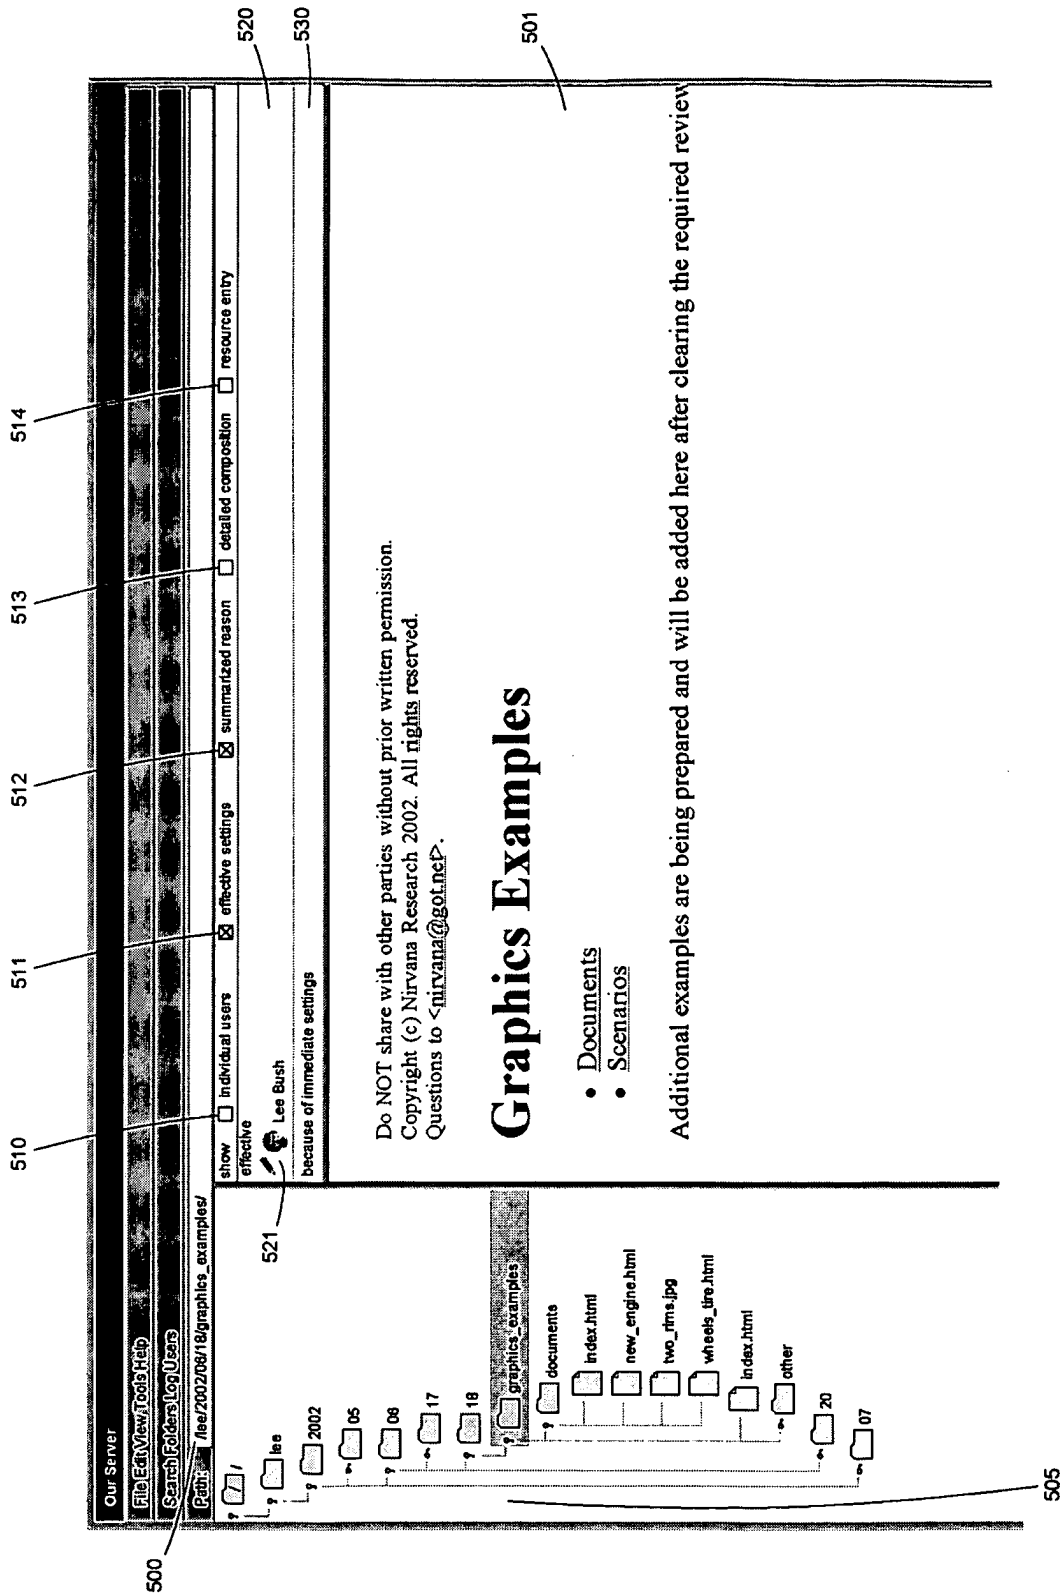 520
530
501
514
513
512
511
510
500
521
505
Our Server
File Edit View Tools Help
Search Folders Log Users
Path: /lee/2002/06/18/graphics_examples/
show individual users effective settings summarized reason detailed composition resource entry
effective
Lee Bush
because of immediate settings
/
lee
2002
05
06
17
18
graphics_examples
documents
index.html
new_engine.html
two_rims.jpg
wheels_tire.html
index.html
other
20
07
Do NOT share with other parties without prior written permission.
Copyright (c) Nirvana Research 2002. All rights reserved.
Questions to <nirvana@got.net>.
Graphics Examples
• Documents
• Scenarios
Additional examples are being prepared and will be added here after clearing the required review